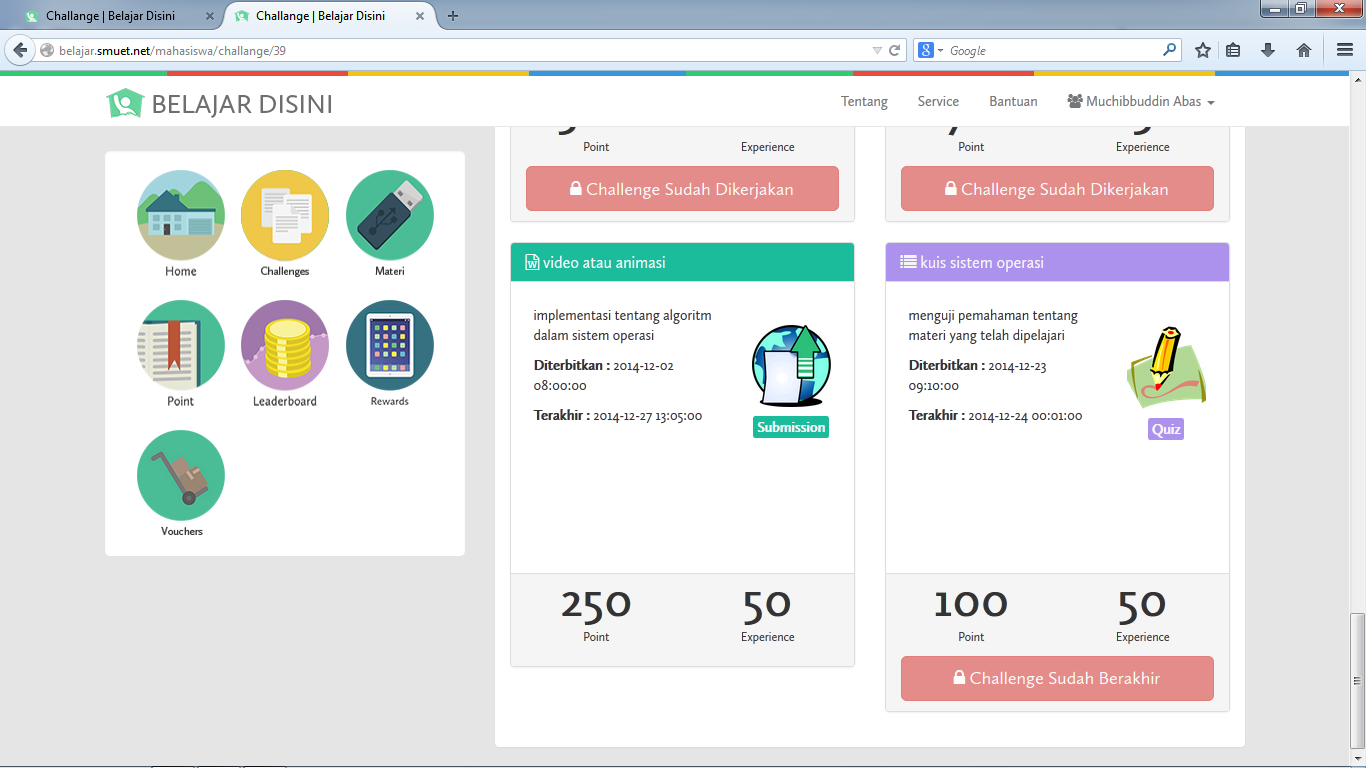 Challange | Belajar Disini
Challange | Belajar Disini
belajar.smuet.net/mahasiswa/challange/39
Google
BELAJAR DISINI
Tentang
Service
Bantuan
Muchibbuddin Abas
Home
Challenges
Materi
Point
Leaderboard
Rewards
Vouchers
Point
Experience
Challenge Sudah Dikerjakan
Point
Experience
Challenge Sudah Dikerjakan
video atau animasi
implementasi tentang algoritm
dalam sistem operasi
Diterbitkan : 2014-12-02
08:00:00
Terakhir : 2014-12-27 13:05:00
Submission
250
50
Point
Experience
kuis sistem operasi
menguji pemahaman tentang
materi yang telah dipelajari
Diterbitkan : 2014-12-23
09:10:00
Terakhir : 2014-12-24 00:01:00
Quiz
100
50
Point
Experience
Challenge Sudah Berakhir